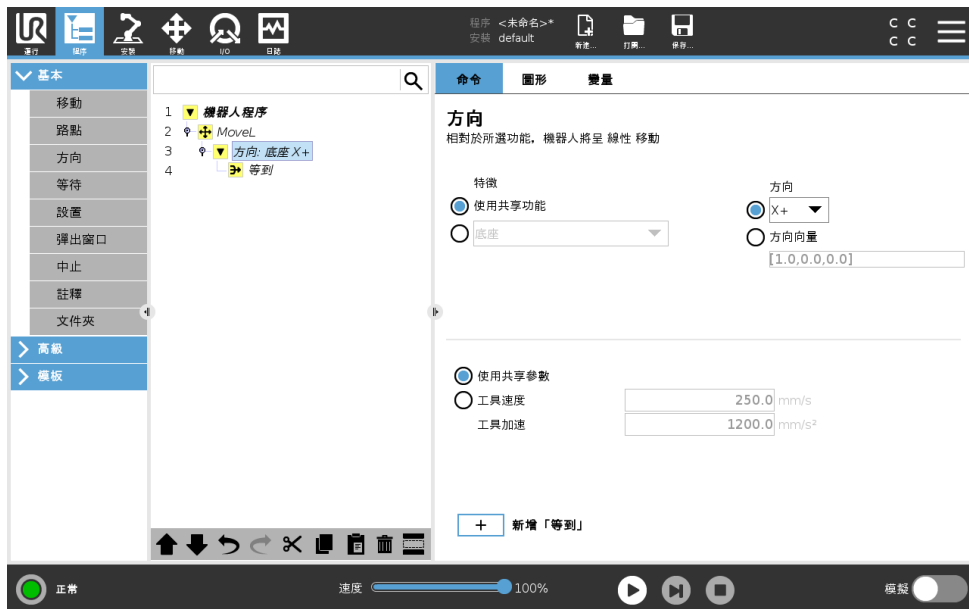 UR
運行
程序
安裝
移動
I/O
日誌
程序 <未命名>*
安裝 default
新建...
打開...
保存...
C C
C C
基本
移動
路點
方向
等待
設置
彈出窗口
中止
註釋
文件夾
高級
模板
1 機器人程序
2 MoveL
3 方向: 底座 X+
4 等到
命令 圖形 變量
方向
相對於所選功能，機器人將呈 線性 移動
特徵
使用共享功能
底座
方向
X+
方向向量
[1.0,0.0,0.0]
使用共享參數
工具速度 250.0 mm/s
工具加速 1200.0 mm/s²
+ 新增「等到」
正常
速度 100%
模擬